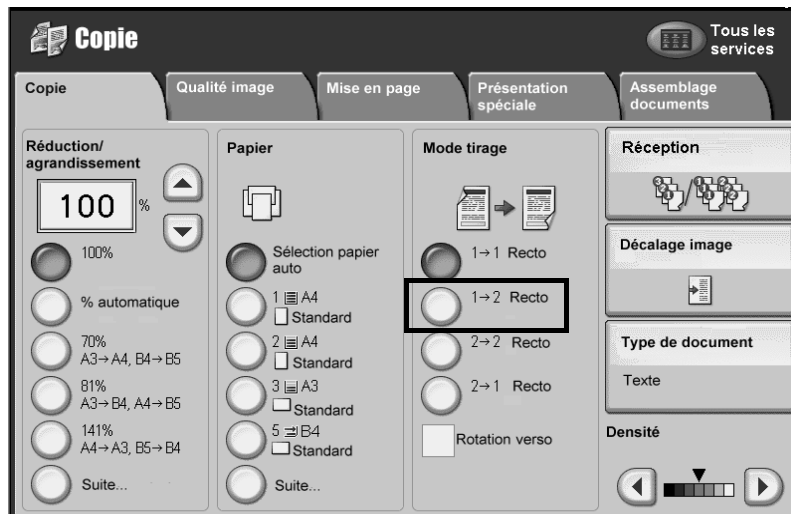 Copie
Tous les
services
Copie
Qualité image
Mise en page
Présentation
spéciale
Assemblage
documents
Réduction/
agrandissement
100 %
100%
% automatique
70%
A3→A4, B4→B5
81%
A3→B4, A4→B5
141%
A4→A3, B5→B4
Suite...
Papier
Sélection papier
auto
1 A4
Standard
2 A4
Standard
3 A3
Standard
5 B4
Standard
Suite...
Mode tirage
1→1 Recto
1→2 Recto
2→2 Recto
2→1 Recto
Rotation verso
Réception
Décalage image
Type de document
Texte
Densité